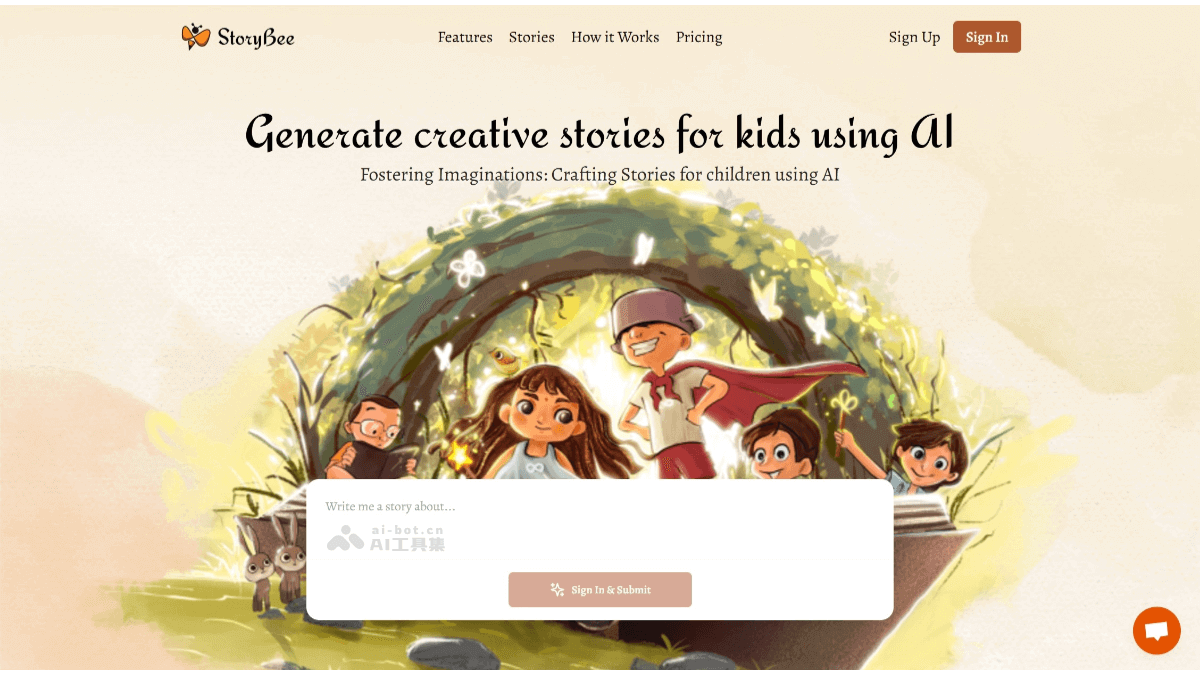 StoryBee
Features Stories How it Works Pricing
Sign Up Sign In
Generate creative stories for kids using AI
Fostering Imaginations: Crafting Stories for children using AI
Write me a story about...
ai-bot.cn
AI工具集
Sign In & Submit